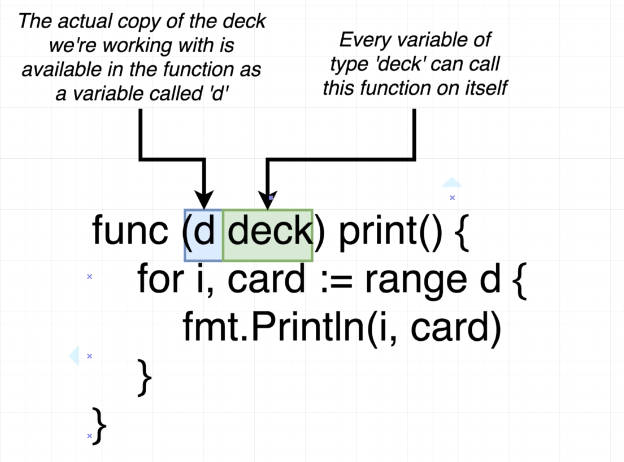 The actual copy of the deck
we're working with is
available in the function as
a variable called 'd'
Every variable of
type 'deck' can call
this function on itself
func (d deck) print() {
for i, card := range d {
fmt.Println(i, card)
}
}